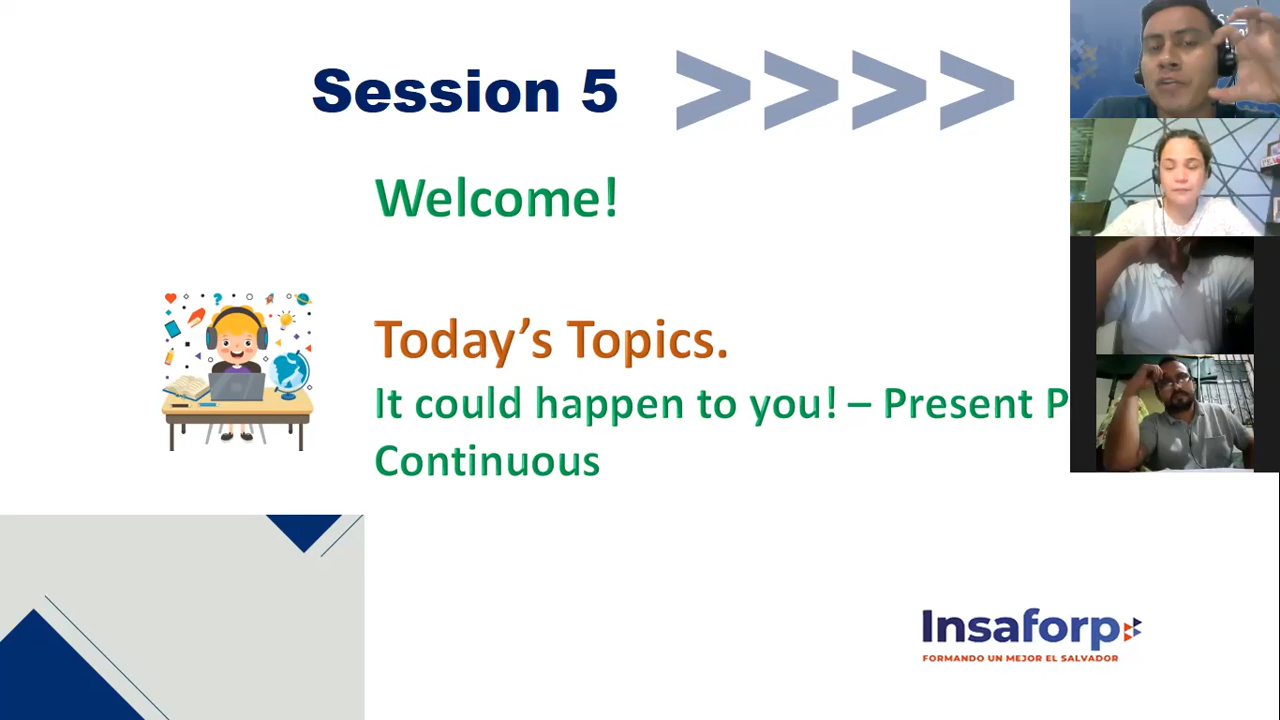 Session 5
Welcome!
Today's Topics.
It could happen to you! – Present P
Continuous
Insaforp
FORMANDO UN MEJOR EL SALVADOR